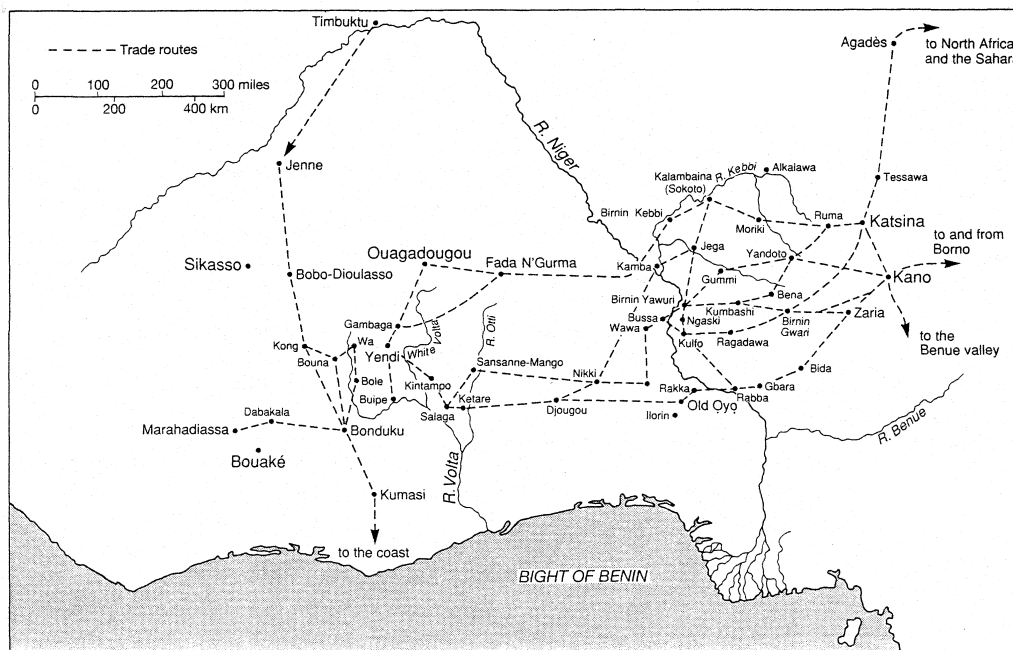 Timbuktu
Trade routes
0 100 200 300 miles
0 200 400 km
Agadès
to North Africa
and the Sahara
R. Niger
Jenne
Kalambaina
(Sokoto)
R. Kebbi
Alkalawa
Tessawa
Birnin Kebbi
Moriki
Ruma
Katsina
to and from
Borno
Sikasso
Bobo-Dioulasso
Ouagadougou
Fada N'Gurma
Kamba
Jega
Gummi
Yandoto
Kano
Birnin Yawuri
Bena
Kumbashi
Gambaga
White Volta
R. Otli
Bussa
Wawa
Ngaski
Kulfo
Ragadawa
Birnin
Gwari
Zaria
to the
Benue valley
Kong
Bouna
Wa
Yendi
Bole
Buipe
Kintampo
Salaga
Sansanne-Mango
Ketare
Nikki
Djougou
Rakka
Old Ọyọ
Ilorin
Rabba
Gbara
Bida
Dabakala
Marahadiassa
Bonduku
Bouaké
R. Volta
R. Benue
Kumasi
to the coast
BIGHT OF BENIN